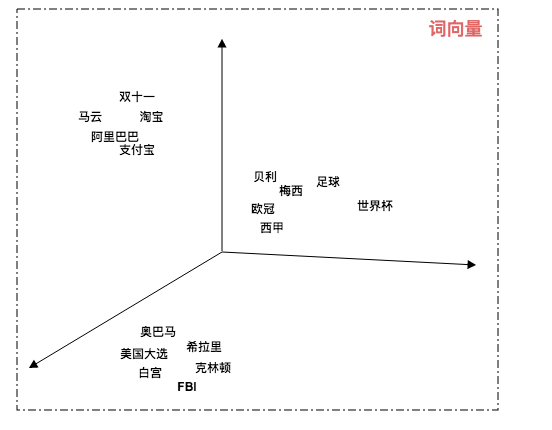 词向量
双十一
马云 淘宝
阿里巴巴
支付宝
贝利 足球
梅西
欧冠 世界杯
西甲
奥巴马
美国大选 希拉里
白宫 克林顿
FBI